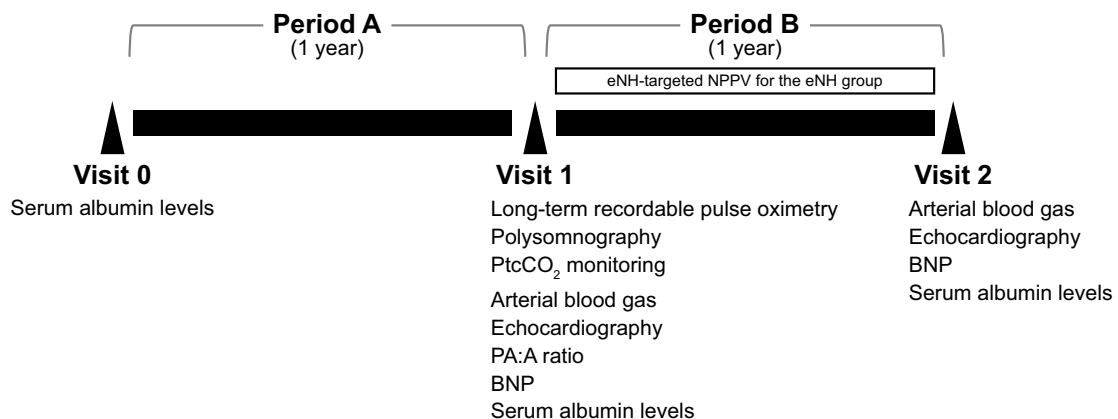 Period A
(1 year)
Period B
(1 year)
eNH-targeted NPPV for the eNH group
Visit 0
Serum albumin levels
Visit 1
Long-term recordable pulse oximetry
Polysomnography
PtcCO₂ monitoring
Arterial blood gas
Echocardiography
PA:A ratio
BNP
Serum albumin levels
Visit 2
Arterial blood gas
Echocardiography
BNP
Serum albumin levels